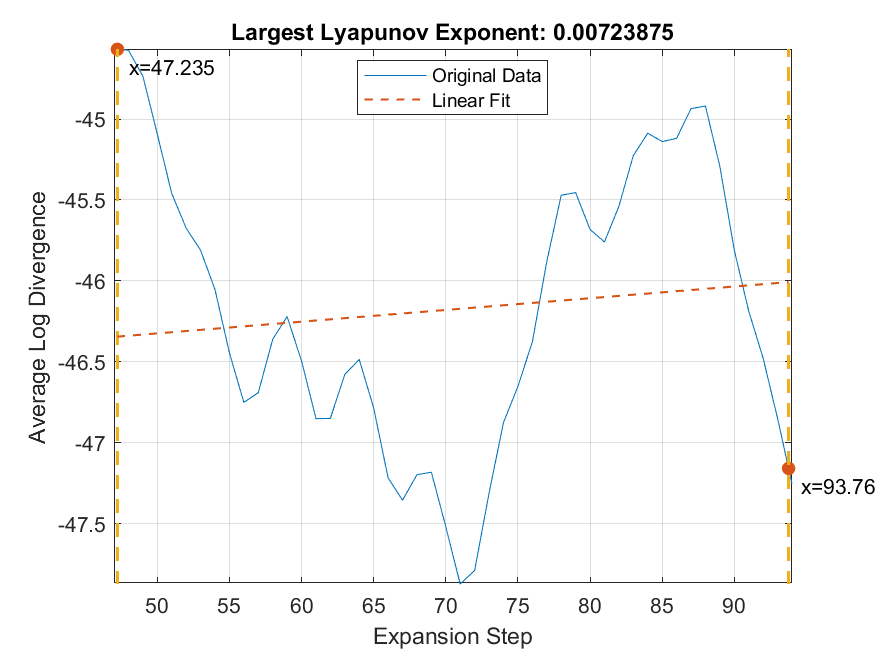 Largest Lyapunov Exponent: 0.00723875
x=47.235
Original Data
Linear Fit
-45
-45.5
-46
-46.5
-47
-47.5
Average Log Divergence
x=93.76
50 55 60 65 70 75 80 85 90
Expansion Step